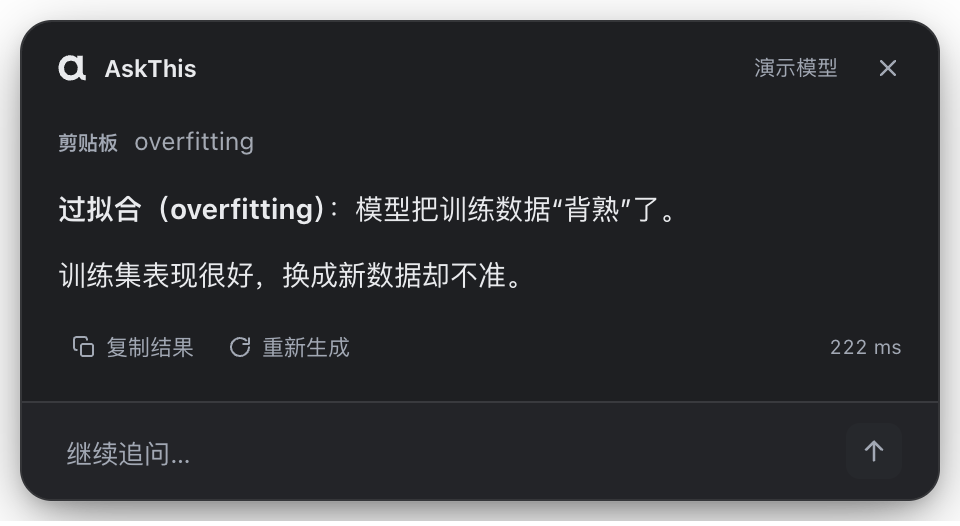 AskThis
演示模型
剪贴板 overfitting
过拟合（overfitting）：模型把训练数据“背熟”了。
训练集表现很好，换成新数据却不准。
复制结果 重新生成 222 ms
继续追问...